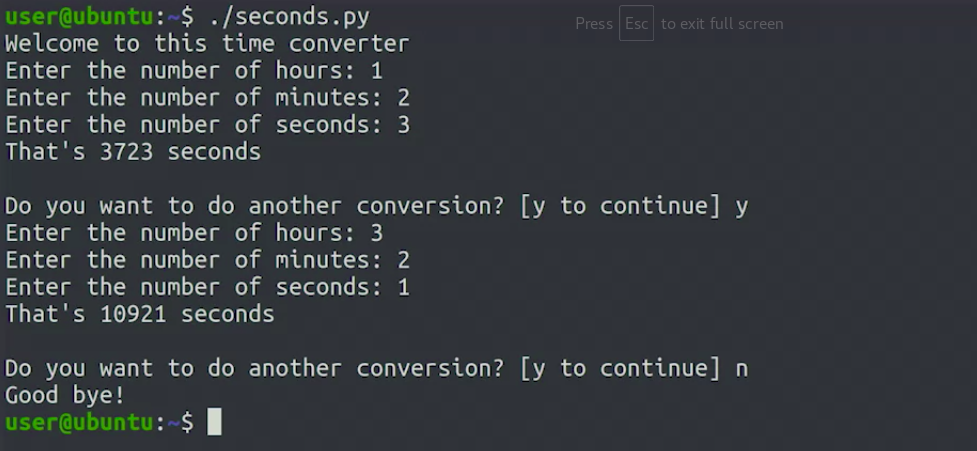 user@ubuntu:~$ ./seconds.py
Press Esc to exit full screen
Welcome to this time converter
Enter the number of hours: 1
Enter the number of minutes: 2
Enter the number of seconds: 3
That's 3723 seconds
Do you want to do another conversion? [y to continue] y
Enter the number of hours: 3
Enter the number of minutes: 2
Enter the number of seconds: 1
That's 10921 seconds
Do you want to do another conversion? [y to continue] n
Good bye!
user@ubuntu:~$